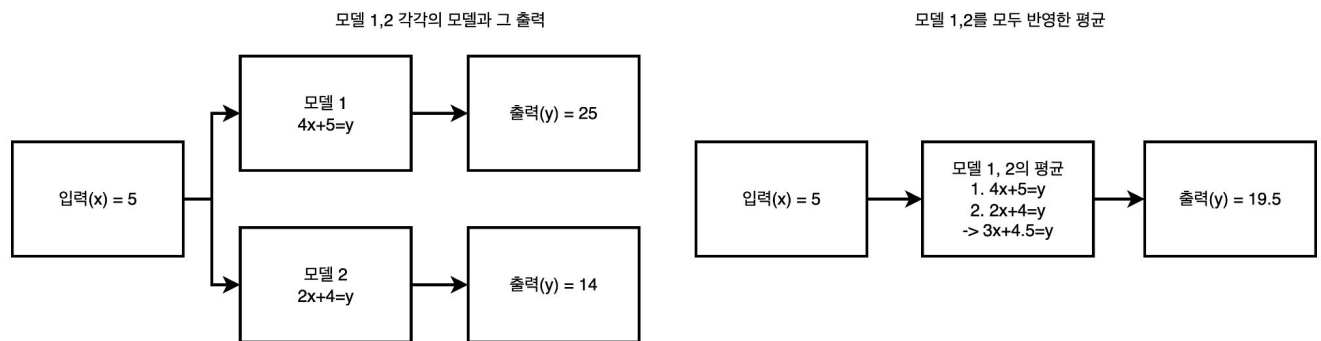 모델 1,2 각각의 모델과 그 출력
입력(x) = 5
모델 1
4x+5=y
출력(y) = 25
모델 2
2x+4=y
출력(y) = 14
모델 1,2를 모두 반영한 평균
입력(x) = 5
모델 1, 2의 평균
1. 4x+5=y
2. 2x+4=y
-> 3x+4.5=y
출력(y) = 19.5